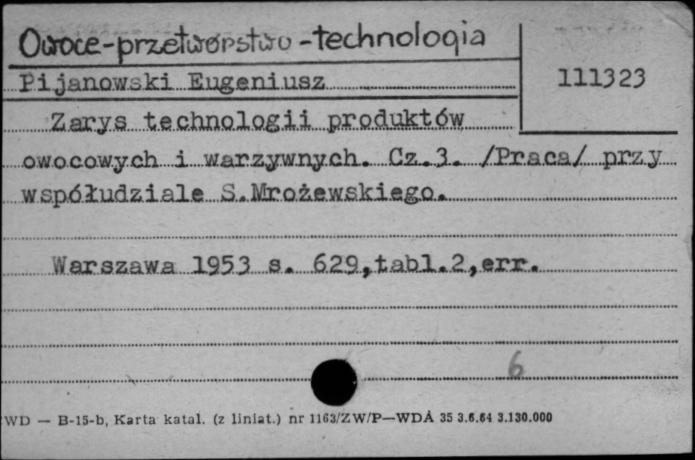 Owoce-przetwórstwo-technologia
Pijanowski Eugeniusz
111323
Zarys technologii produktów
owocowych i warzywnych. Cz.3. /Praca/ przy
współudziale S.Mrożewskiego.
Warszawa 1953 s. 629,tabl.2,err.
6
WD — B-15-b, Karta katal. (z liniat.) nr 1163/ZW/P—WDA 35 3.6.64 3.130.000